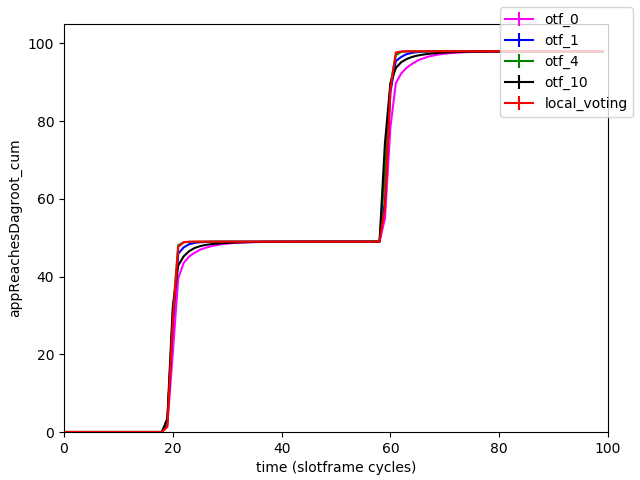 otf_0
otf_1
otf_4
otf_10
local_voting
appReachesDagroot_cum
100
80
60
40
20
0
0 20 40 60 80 100
time (slotframe cycles)